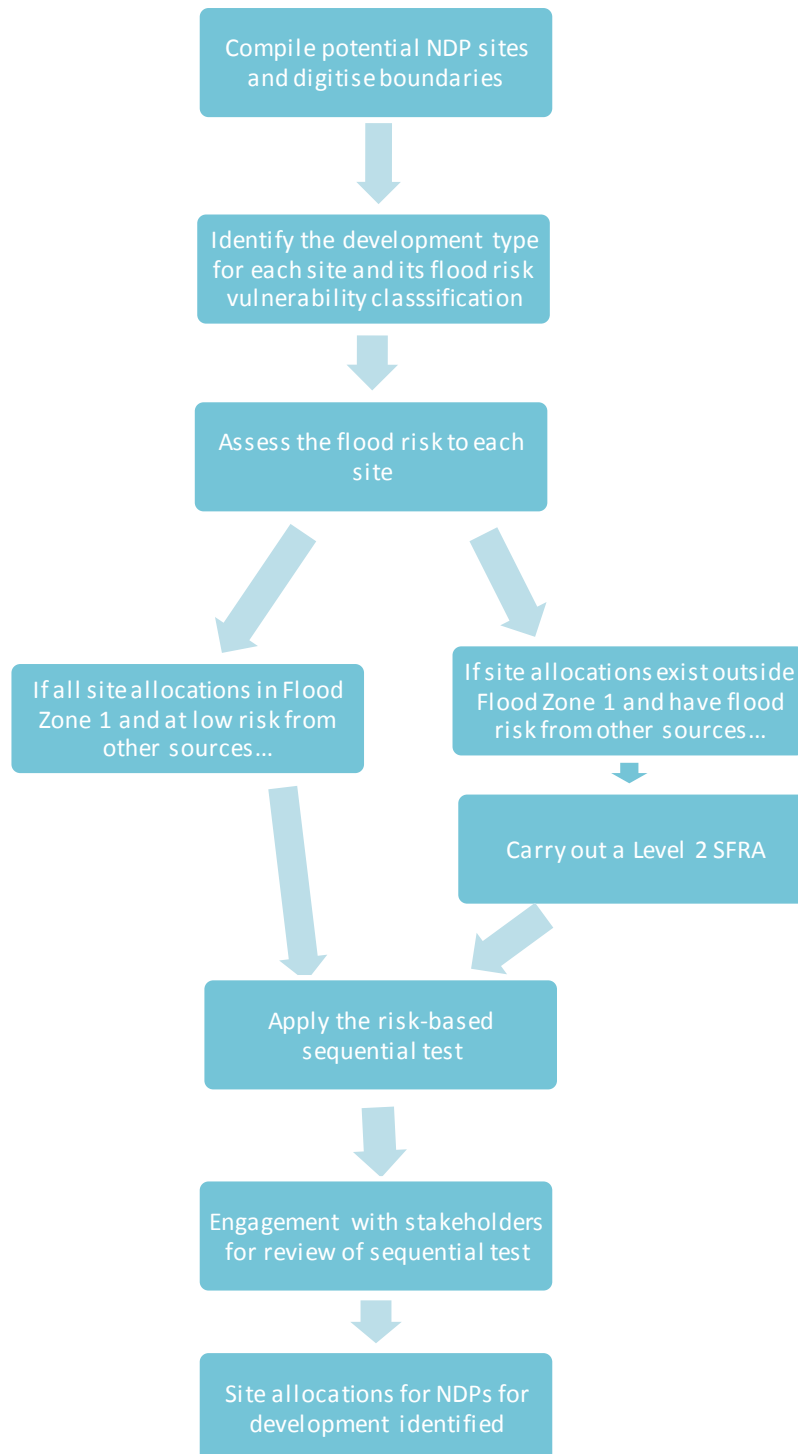 Compile potential NDP sites
and digitise boundaries
Identify the development type
for each site and its flood risk
vulnerability classsification
Assess the flood risk to each
site
If all site allocations in Flood
Zone 1 and at low risk from
other sources...
If site allocations exist outside
Flood Zone 1 and have flood
risk from other sources...
Carry out a Level 2 SFRA
Apply the risk-based
sequential test
Engagement with stakeholders
for review of sequential test
Site allocations for NDPs for
development identified